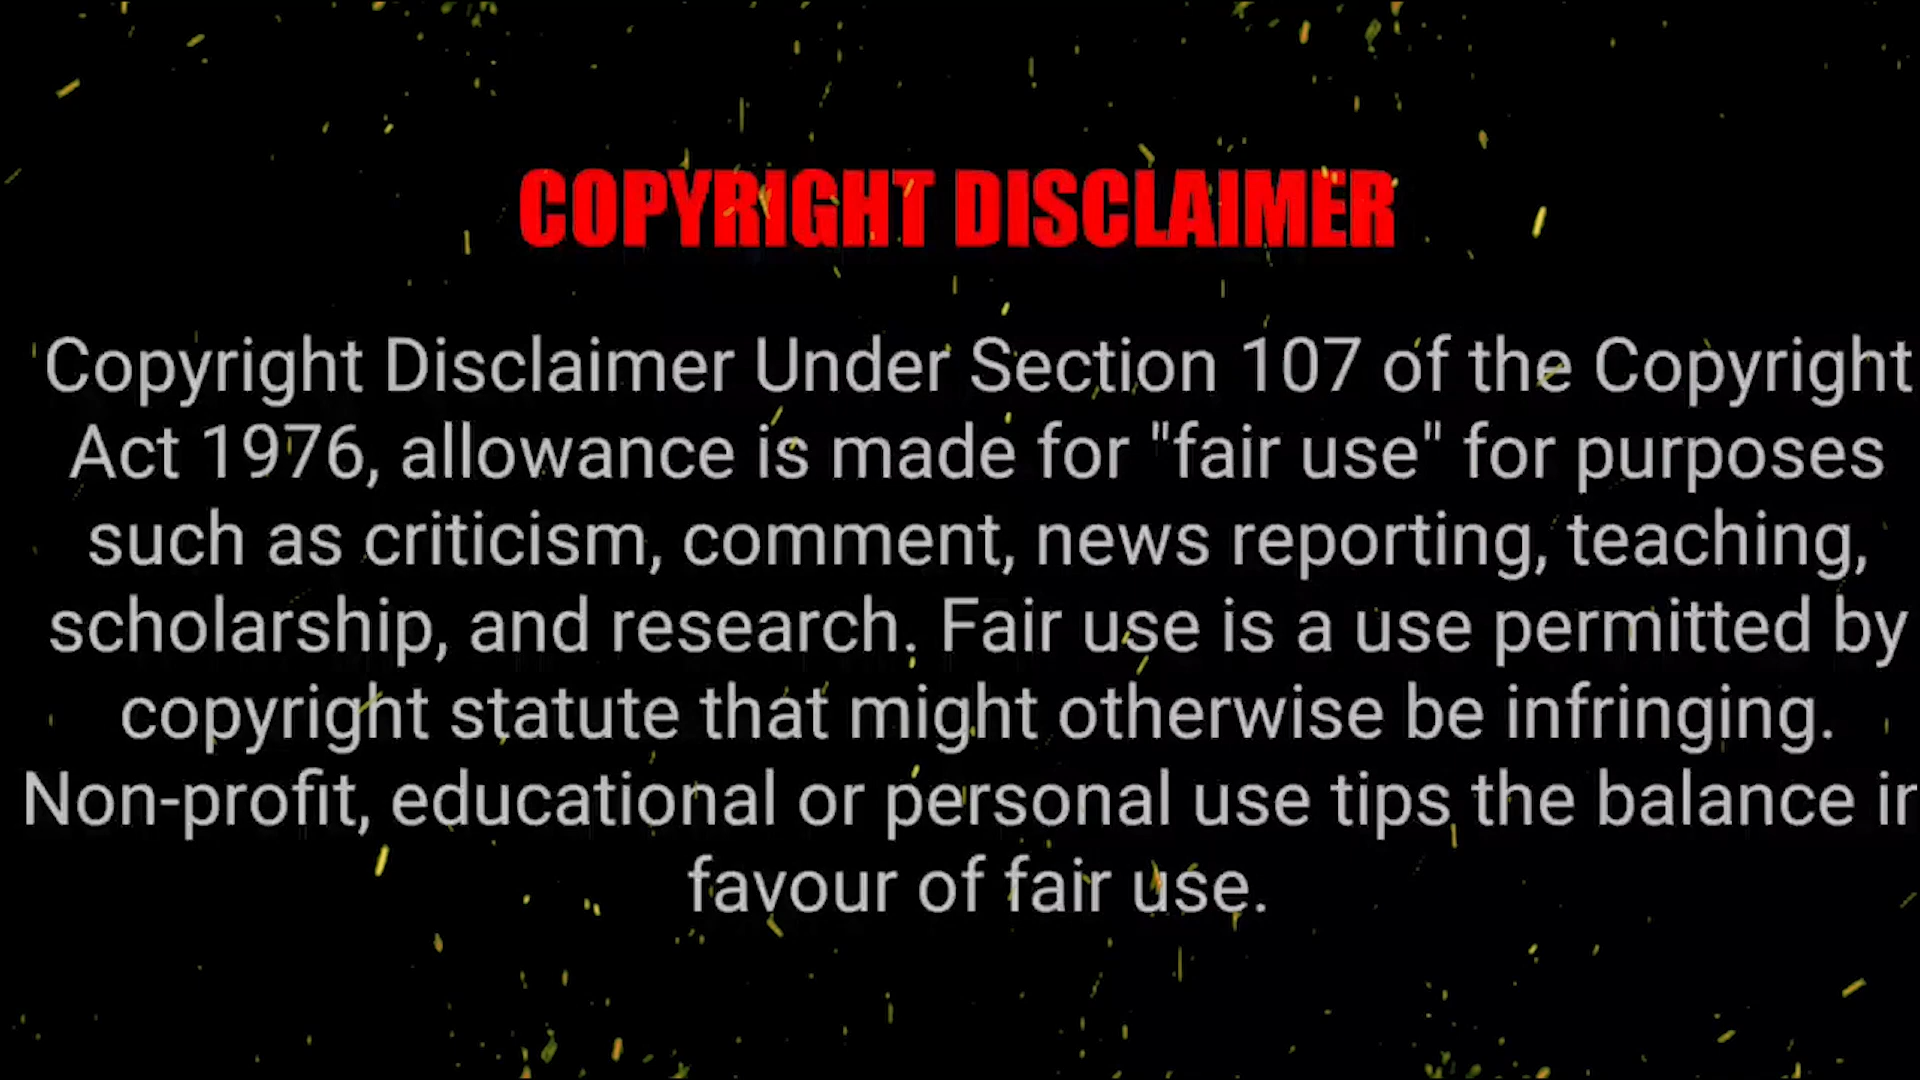 COPYRIGHT DISCLAIMER
Copyright Disclaimer Under Section 107 of the Copyright
Act 1976, allowance is made for "fair use" for purposes
such as criticism, comment, news reporting, teaching,
scholarship, and research. Fair use is a use permitted by
copyright statute that might otherwise be infringing.
Non-profit, educational or personal use tips the balance in
favour of fair use.